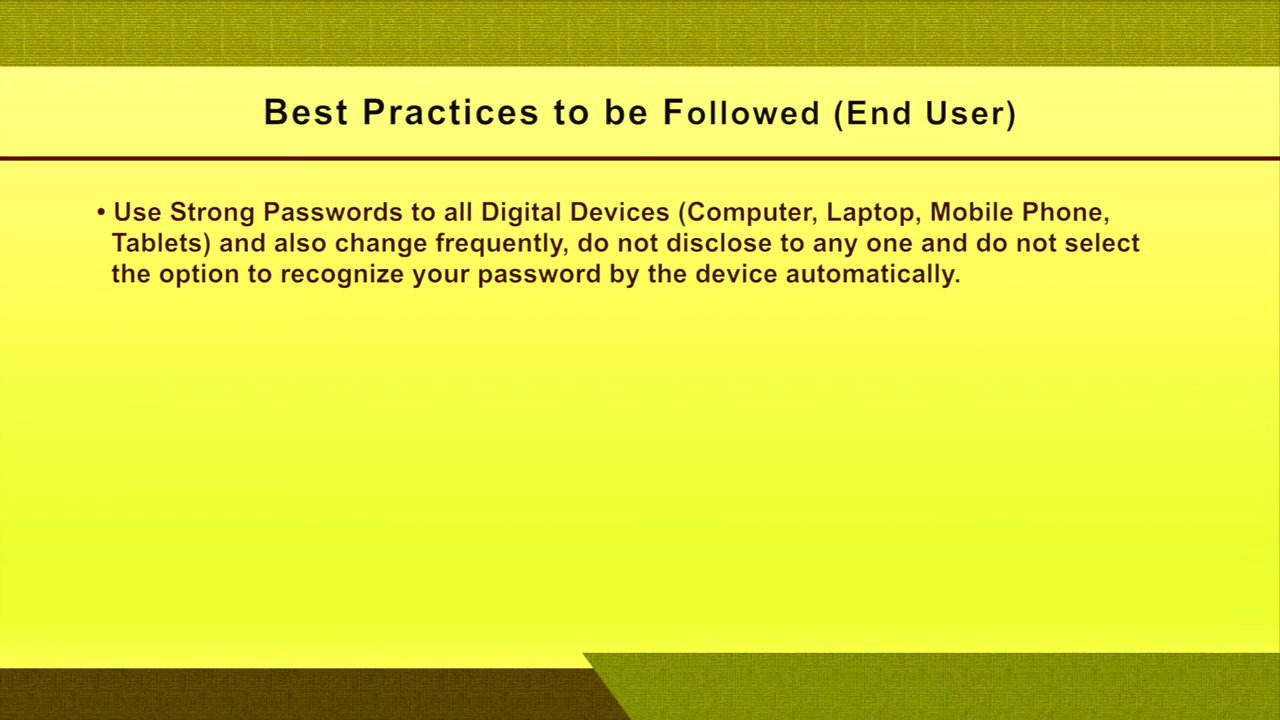 Best Practices to be Followed (End User)
• Use Strong Passwords to all Digital Devices (Computer, Laptop, Mobile Phone,
Tablets) and also change frequently, do not disclose to any one and do not select
the option to recognize your password by the device automatically.